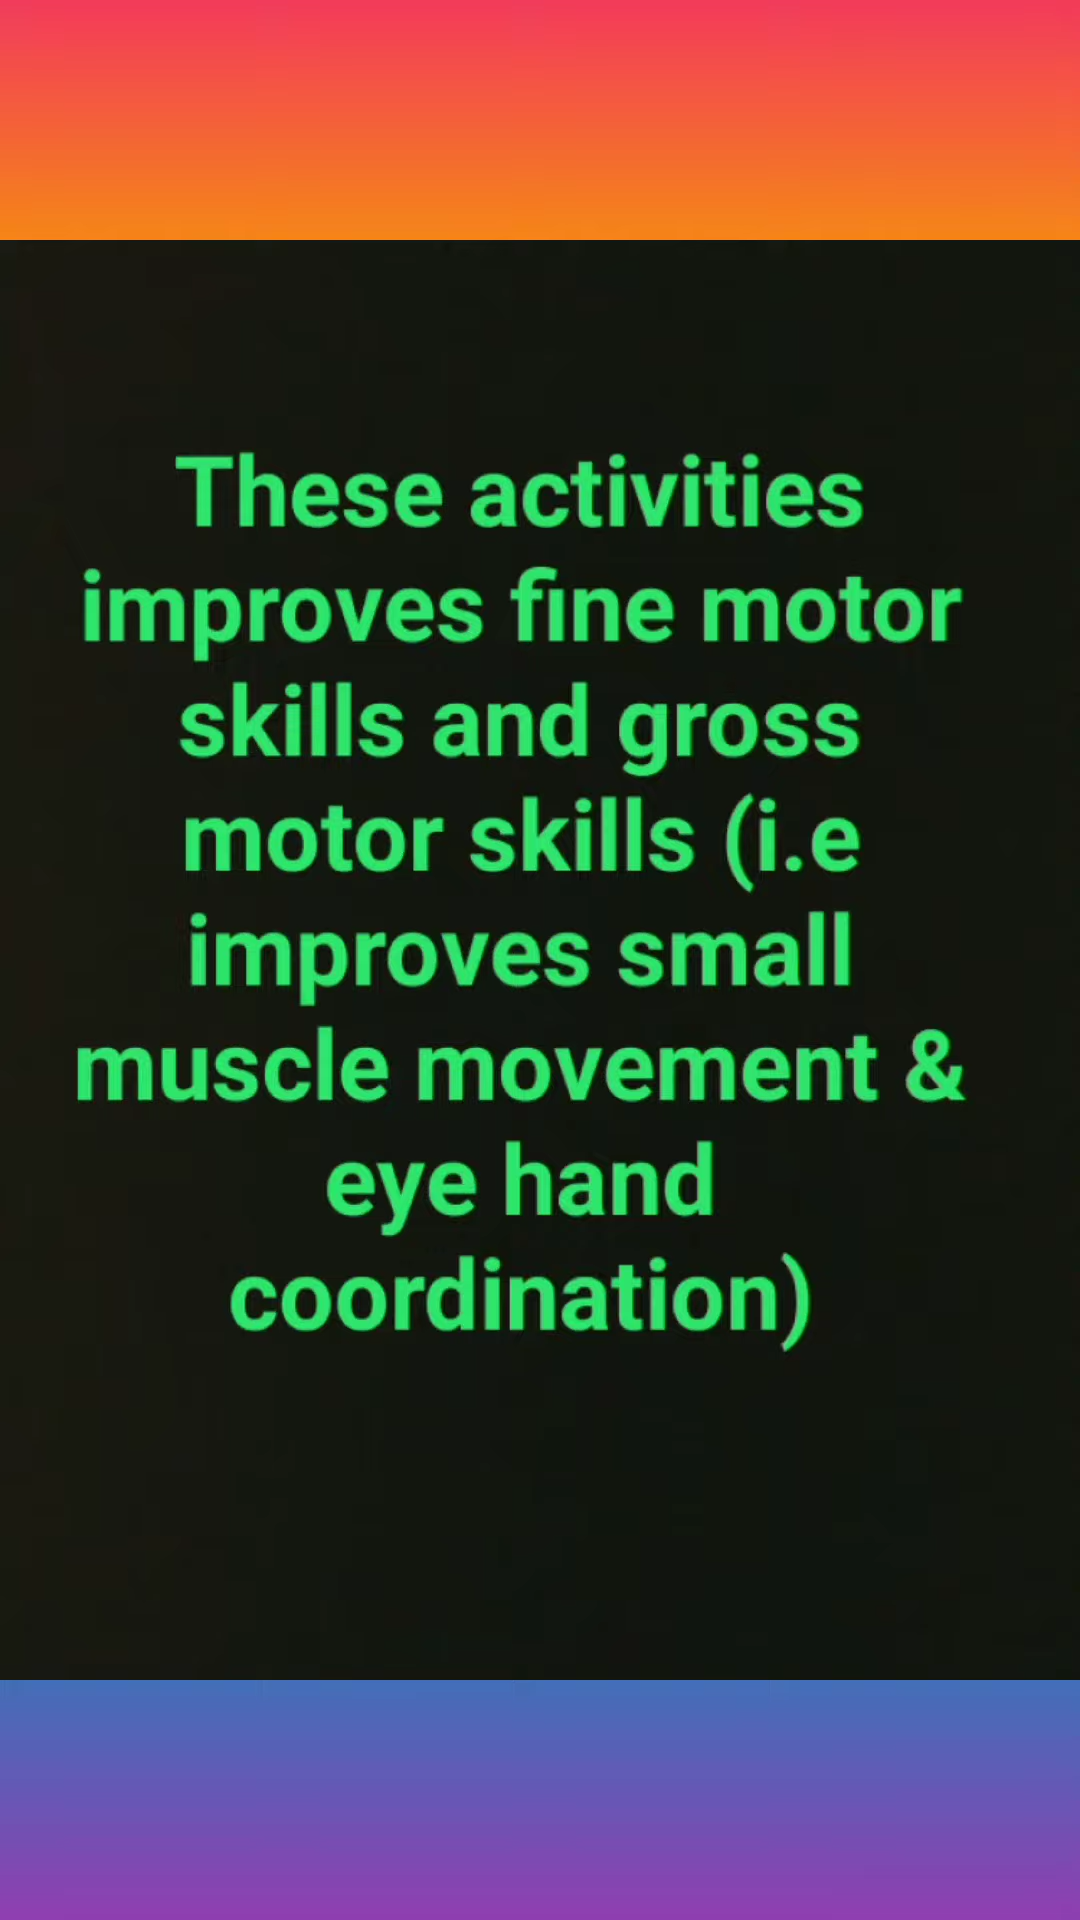 These activities
improves fine motor
skills and gross
motor skills (i.e
improves small
muscle movement &
eye hand
coordination)